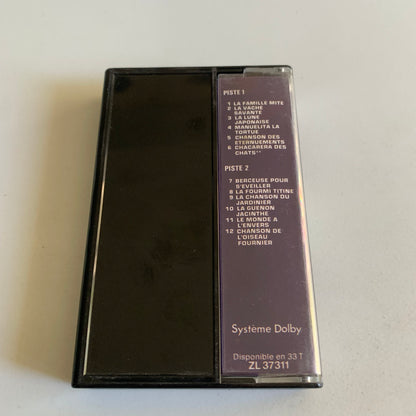 PISTE 1
1 LA FAMILLE MITE
2 LA VACHE
SAVANTE
3 LA LUNE
JAPONAISE
4 MANUELITA LA
TORTUE
5 CHANSON DES
ETERNUEMENTS
6 CHACARERA DES
CHATS**
PISTE 2
7 BERCEUSE POUR
S'EVEILLER
8 LA FOURMI TITINE
9 LA CHANSON DU
JARDINIER
10 LA GUENON
JACINTHE
11 LE MONDE A
L'ENVERS
12 CHANSON DE
L'OISEAU
FOURNIER
Système Dolby
Disponible en 33 T
ZL 37311